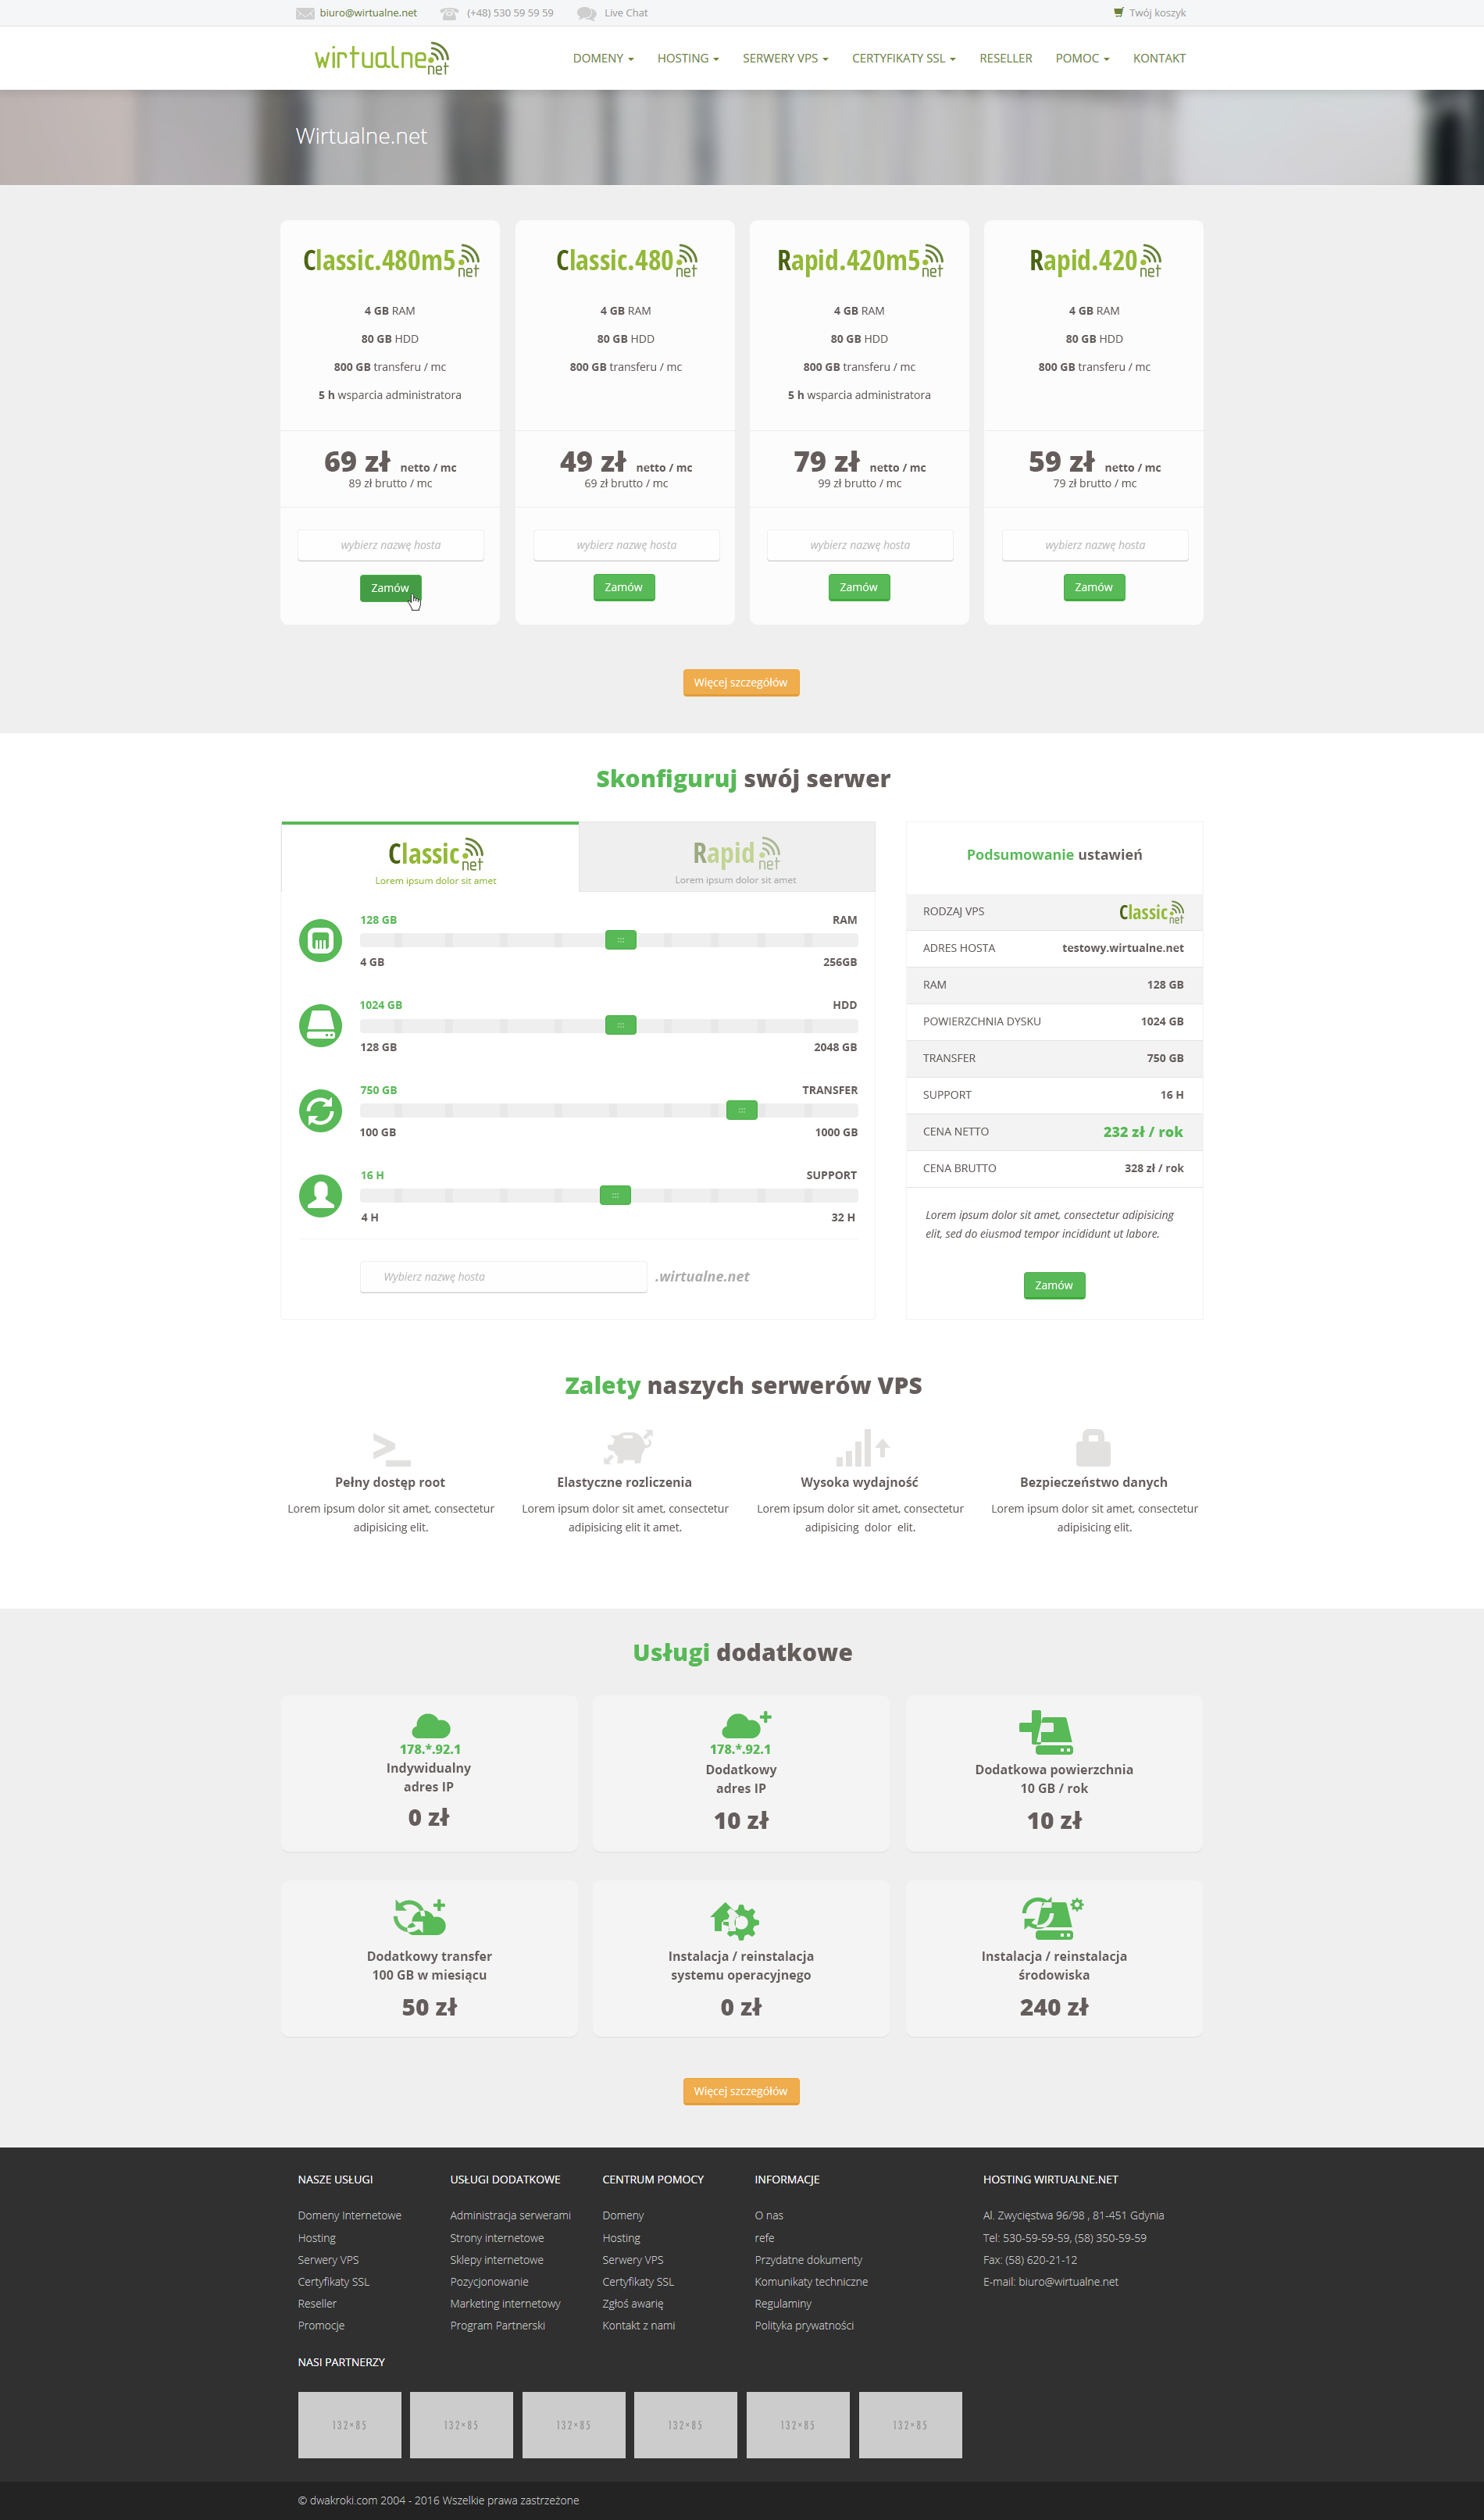 biuro@wirtualne.net (+48) 530 59 59 59 Live Chat Twój koszyk
wirtualne.net DOMENY HOSTING SERWERY VPS CERTYFIKATY SSL RESELLER POMOC KONTAKT
Wirtualne.net
Classic.480m5.net Classic.480.net Rapid.420m5.net Rapid.420.net
4 GB RAM 4 GB RAM 4 GB RAM 4 GB RAM
80 GB HDD 80 GB HDD 80 GB HDD 80 GB HDD
800 GB transferu / mc 800 GB transferu / mc 800 GB transferu / mc 800 GB transferu / mc
5 h wsparcia administratora 5 h wsparcia administratora
69 zł netto / mc 49 zł netto / mc 79 zł netto / mc 59 zł netto / mc
89 zł brutto / mc 69 zł brutto / mc 99 zł brutto / mc 79 zł brutto / mc
wybierz nazwę hosta wybierz nazwę hosta wybierz nazwę hosta wybierz nazwę hosta
Zamów Zamów Zamów Zamów
Więcej szczegółów
Skonfiguruj swój serwer
Classic.net
Lorem ipsum dolor sit amet
Rapid.net
Lorem ipsum dolor sit amet
128 GB RAM
4 GB 256GB
1024 GB HDD
128 GB 2048 GB
750 GB TRANSFER
100 GB 1000 GB
16 H SUPPORT
4 H 32 H
Wybierz nazwę hosta .wirtualne.net
Podsumowanie ustawień
RODZAJ VPS Classic.net
ADRES HOSTA testowy.wirtualne.net
RAM 128 GB
POWIERZCHNIA DYSKU 1024 GB
TRANSFER 750 GB
SUPPORT 16 H
CENA NETTO 232 zł / rok
CENA BRUTTO 328 zł / rok
Lorem ipsum dolor sit amet, consectetur adipisicing
elit, sed do eiusmod tempor incididunt ut labore.
Zamów
Zalety naszych serwerów VPS
Pełny dostęp root
Lorem ipsum dolor sit amet, consectetur
adipisicing elit.
Elastyczne rozliczenia
Lorem ipsum dolor sit amet, consectetur
adipisicing elit it amet.
Wysoka wydajność
Lorem ipsum dolor sit amet, consectetur
adipisicing dolor elit.
Bezpieczeństwo danych
Lorem ipsum dolor sit amet, consectetur
adipisicing elit.
Usługi dodatkowe
178.*.92.1
Indywidualny
adres IP
0 zł
178.*.92.1
Dodatkowy
adres IP
10 zł
Dodatkowa powierzchnia
10 GB / rok
10 zł
Dodatkowy transfer
100 GB w miesiącu
50 zł
Instalacja / reinstalacja
systemu operacyjnego
0 zł
Instalacja / reinstalacja
środowiska
240 zł
Więcej szczegółów
NASZE USŁUGI
Domeny Internetowe
Hosting
Serwery VPS
Certyfikaty SSL
Reseller
Promocje
USŁUGI DODATKOWE
Administracja serwerami
Strony internetowe
Sklepy internetowe
Pozycjonowanie
Marketing internetowy
Program Partnerski
CENTRUM POMOCY
Domeny
Hosting
Serwery VPS
Certyfikaty SSL
Zgłoś awarię
Kontakt z nami
INFORMACJE
O nas
refe
Przydatne dokumenty
Komunikaty techniczne
Regulaminy
Polityka prywatności
HOSTING WIRTUALNE.NET
Al. Zwycięstwa 96/98 , 81-451 Gdynia
Tel: 530-59-59-59, (58) 350-59-59
Fax: (58) 620-21-12
E-mail: biuro@wirtualne.net
NASI PARTNERZY
132×85 132×85 132×85 132×85 132×85 132×85
© dwakroki.com 2004 - 2016 Wszelkie prawa zastrzeżone